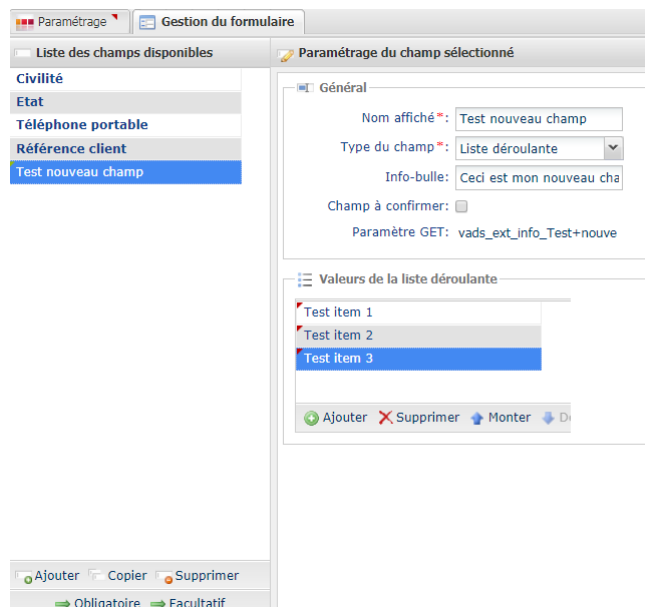 Paramétrage
Gestion du formulaire
Liste des champs disponibles
Civilité
Etat
Téléphone portable
Référence client
Test nouveau champ
Ajouter Copier Supprimer
Obligatoire Facultatif
Paramétrage du champ sélectionné
Général
Nom affiché*: Test nouveau champ
Type du champ*: Liste déroulante
Info-bulle: Ceci est mon nouveau cha
Champ à confirmer:
Paramètre GET: vads_ext_info_Test+nouve
Valeurs de la liste déroulante
Test item 1
Test item 2
Test item 3
Ajouter Supprimer Monter